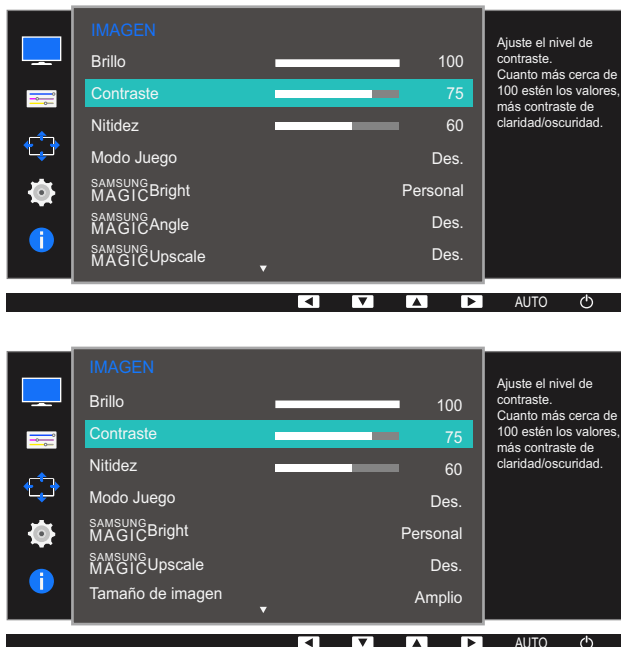 IMAGEN
Brillo 100
Contraste 75
Nitidez 60
Modo Juego Des.
SAMSUNG MAGIC Bright Personal
SAMSUNG MAGIC Angle Des.
SAMSUNG MAGIC Upscale Des.
Ajuste el nivel de
contraste.
Cuanto más cerca de
100 estén los valores,
más contraste de
claridad/oscuridad.
AUTO
IMAGEN
Brillo 100
Contraste 75
Nitidez 60
Modo Juego Des.
SAMSUNG MAGIC Bright Personal
SAMSUNG MAGIC Upscale Des.
Tamaño de imagen Amplio
Ajuste el nivel de
contraste.
Cuanto más cerca de
100 estén los valores,
más contraste de
claridad/oscuridad.
AUTO